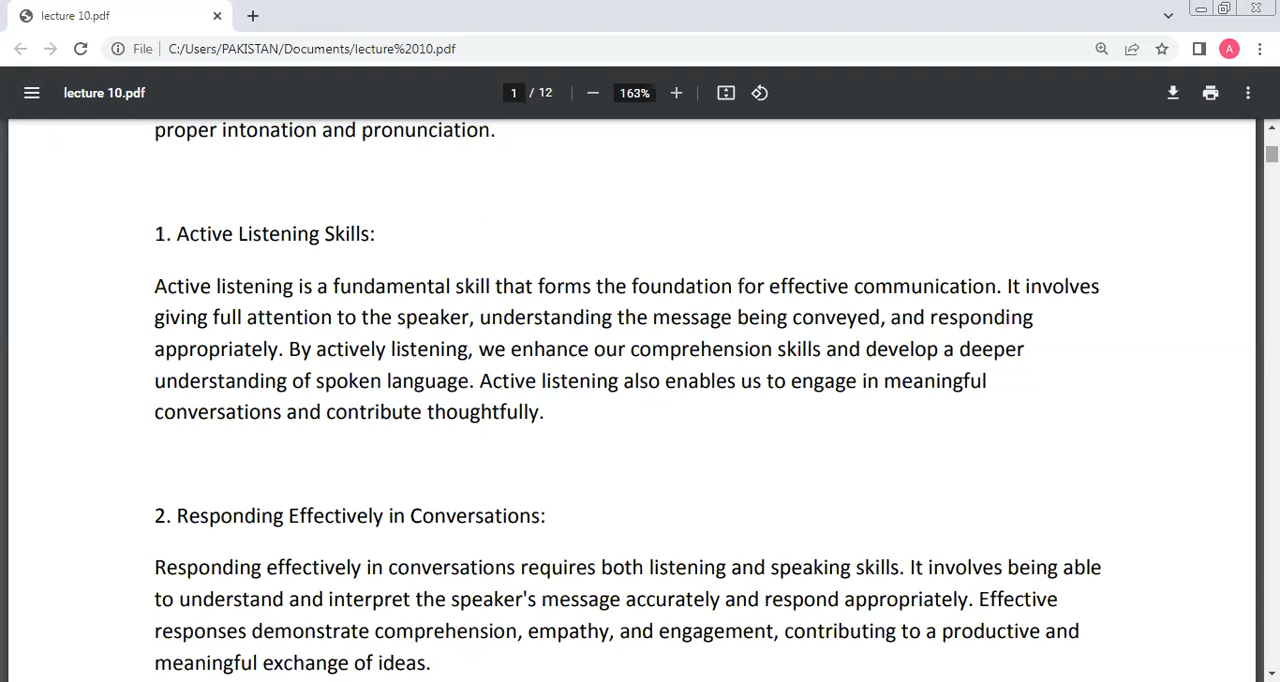 lecture 10.pdf
File
C:/Users/PAKISTAN/Documents/lecture%2010.pdf
A
lecture 10.pdf
1 / 12
163%
proper intonation and pronunciation.
1. Active Listening Skills:
Active listening is a fundamental skill that forms the foundation for effective communication. It involves
giving full attention to the speaker, understanding the message being conveyed, and responding
appropriately. By actively listening, we enhance our comprehension skills and develop a deeper
understanding of spoken language. Active listening also enables us to engage in meaningful
conversations and contribute thoughtfully.
2. Responding Effectively in Conversations:
Responding effectively in conversations requires both listening and speaking skills. It involves being able
to understand and interpret the speaker's message accurately and respond appropriately. Effective
responses demonstrate comprehension, empathy, and engagement, contributing to a productive and
meaningful exchange of ideas.